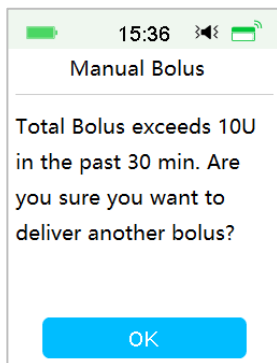 15:36
Manual Bolus
Total Bolus exceeds 10U
in the past 30 min. Are
you sure you want to
deliver another bolus?
OK